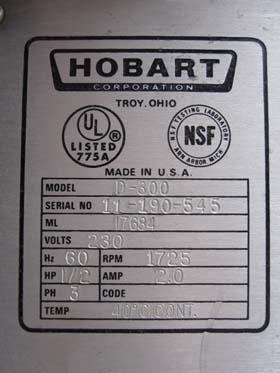 HOBART
CORPORATION
TROY, OHIO
UL
LISTED
775A
NSF TESTING LABORATORY
NSF
ANN ARBOR MICH
MADE IN U.S.A.
MODEL D-300
SERIAL NO 11-190-545
ML 17684
VOLTS 230
Hz 60 RPM 1725
HP 1/2 AMP 2.0
PH 3 CODE
TEMP 40°C CONT.